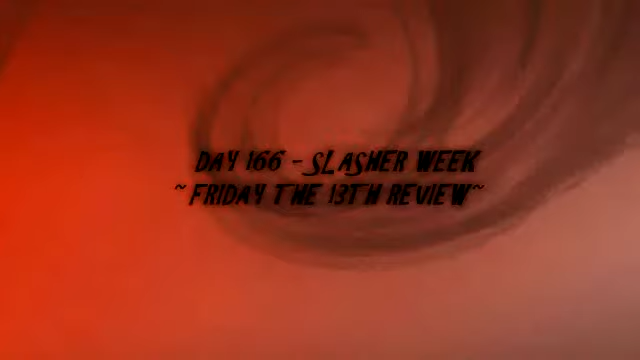 DAY 166 - SLASHER WEEK
~ FRIDAY THE 13TH REVIEW~